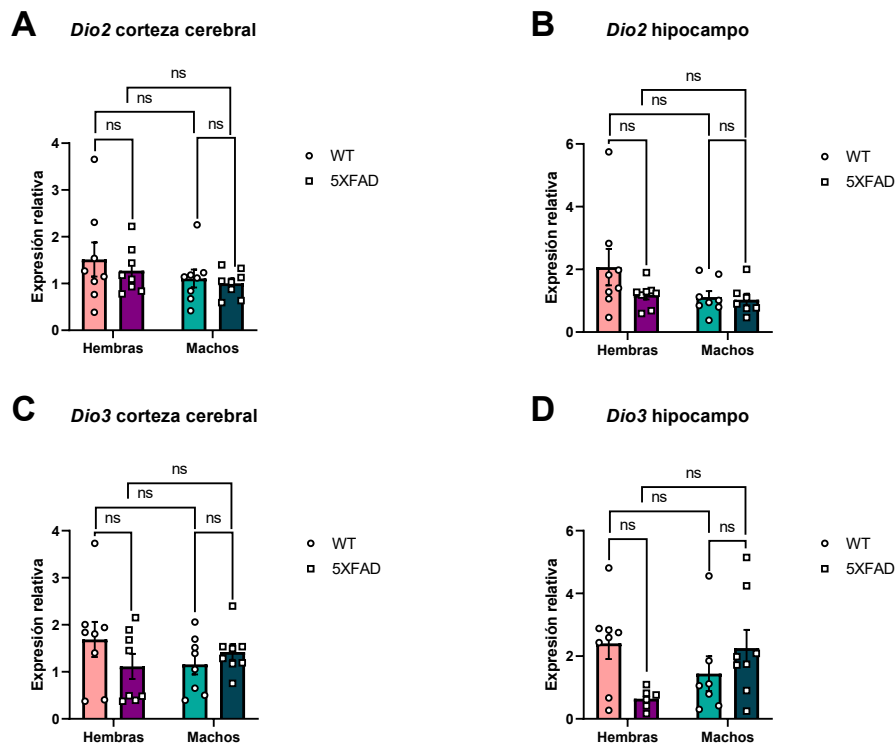 A
Dio2 corteza cerebral
ns
ns
ns
ns
4
3
2
1
0
Expresión relativa
Hembras
Machos
WT
5XFAD
B
Dio2 hipocampo
ns
ns
ns
ns
6
4
2
0
Expresión relativa
Hembras
Machos
WT
5XFAD
C
Dio3 corteza cerebral
ns
ns
ns
ns
4
3
2
1
0
Expresión relativa
Hembras
Machos
WT
5XFAD
D
Dio3 hipocampo
ns
ns
ns
ns
6
4
2
0
Expresión relativa
Hembras
Machos
WT
5XFAD